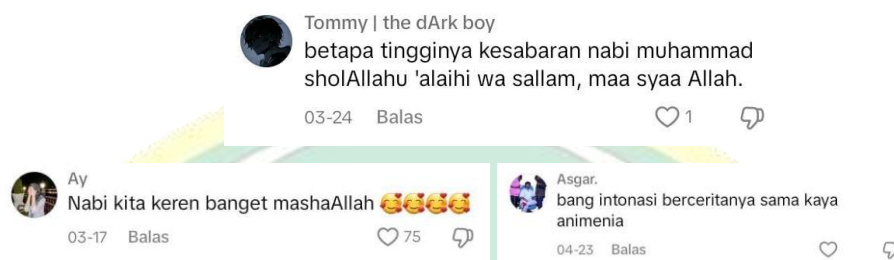 Tommy | the dArk boy
betapa tingginya kesabaran nabi muhammad
sholAllahu 'alaihi wa sallam, maa syaa Allah.
03-24 Balas 1
Ay
Nabi kita keren banget mashaAllah 🥰🥰🥰🥰
03-17 Balas 75
Asgar.
bang intonasi berceritanya sama kaya
animenia
04-23 Balas